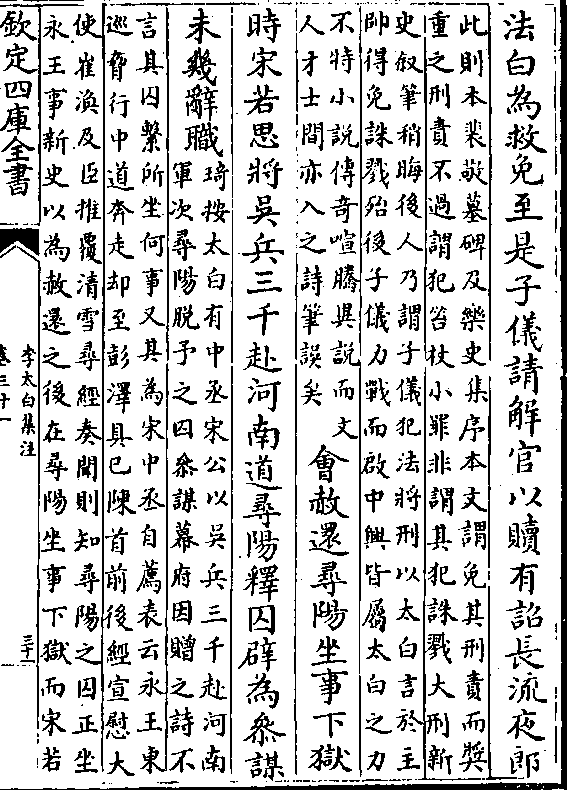 法白為救免至是子儀請解官以贖有詔長流夜郎
此則本裴敬墓碑及樂史集序本文謂免其刑責而奨
重之刑責不過謂犯笞杖小罪非謂其犯誅戮大刑新
史叙筆稍晦後人乃謂子儀犯法將刑以太白言於主
帥得免誅戮殆後子儀力戰而啟中興皆屬太白之力
不特小説傳奇喧騰異説而文
人才士間亦入之詩筆誤矣
會赦還尋陽坐事下獄
時宋若思將吳兵三千赴河南道尋陽釋囚辟為參謀
未幾辭職
琦按太白有中丞宋公以吳兵三千赴河南
軍次尋陽脫予之囚參謀幕府因贈之詩不
言其囚繫所坐何事又其為宋中丞自薦表云永王東
巡脅行中道奔走却至彭澤具已陳首前後經宣慰大
使崔渙及臣推覆清雪尋經奏聞則知尋陽之囚正坐
永王事新史以為赦還之後在尋陽坐事下獄而宋若
欽定四庫全書
李太白集注
卷三十一